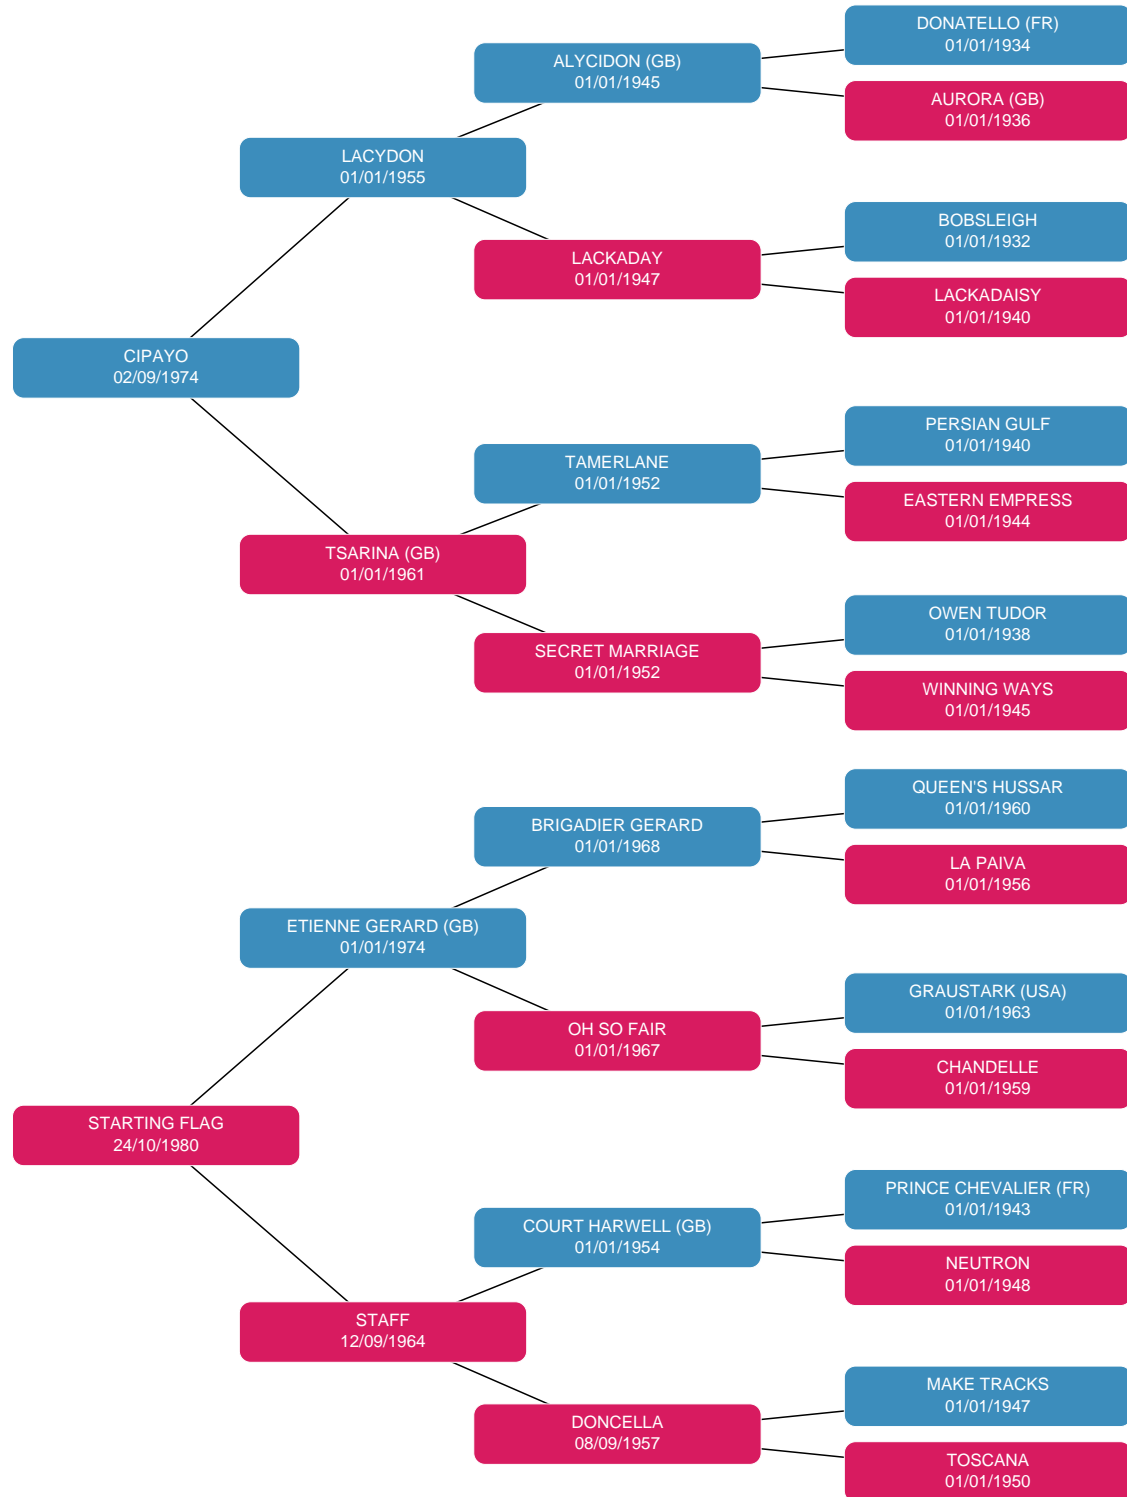 DONATELLO (FR)
01/01/1934
ALYCIDON (GB)
01/01/1945
AURORA (GB)
01/01/1936
LACYDON
01/01/1955
BOBSLEIGH
01/01/1932
LACKADAY
01/01/1947
LACKADAISY
01/01/1940
CIPAYO
02/09/1974
PERSIAN GULF
01/01/1940
TAMERLANE
01/01/1952
EASTERN EMPRESS
01/01/1944
TSARINA (GB)
01/01/1961
OWEN TUDOR
01/01/1938
SECRET MARRIAGE
01/01/1952
WINNING WAYS
01/01/1945
QUEEN'S HUSSAR
01/01/1960
BRIGADIER GERARD
01/01/1968
LA PAIVA
01/01/1956
ETIENNE GERARD (GB)
01/01/1974
GRAUSTARK (USA)
01/01/1963
OH SO FAIR
01/01/1967
CHANDELLE
01/01/1959
STARTING FLAG
24/10/1980
PRINCE CHEVALIER (FR)
01/01/1943
COURT HARWELL (GB)
01/01/1954
NEUTRON
01/01/1948
STAFF
12/09/1964
MAKE TRACKS
01/01/1947
DONCELLA
08/09/1957
TOSCANA
01/01/1950